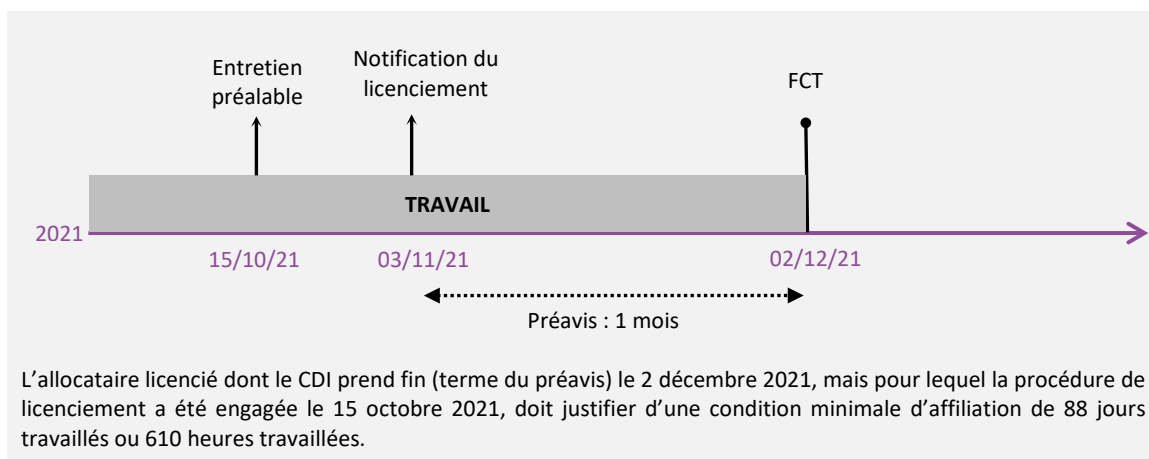 Entretien
préalable
Notification du
licenciement
FCT
TRAVAIL
2021
15/10/21
03/11/21
02/12/21
Préavis : 1 mois
L’allocataire licencié dont le CDI prend fin (terme du préavis) le 2 décembre 2021, mais pour lequel la procédure de
licenciement a été engagée le 15 octobre 2021, doit justifier d’une condition minimale d’affiliation de 88 jours
travaillés ou 610 heures travaillées.